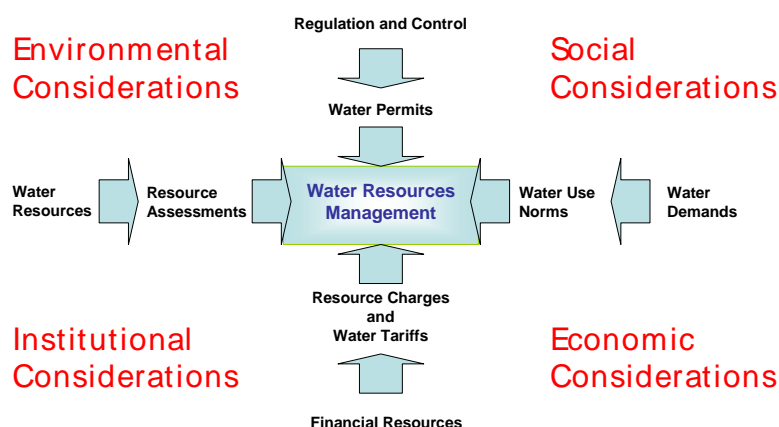 Regulation and Control
Environmental
Considerations
Social
Considerations
Water Permits
Water
Resources
Resource
Assessments
Water Resources
Management
Water Use
Norms
Water
Demands
Resource Charges
and
Water Tariffs
Institutional
Considerations
Economic
Considerations
Financial Resources